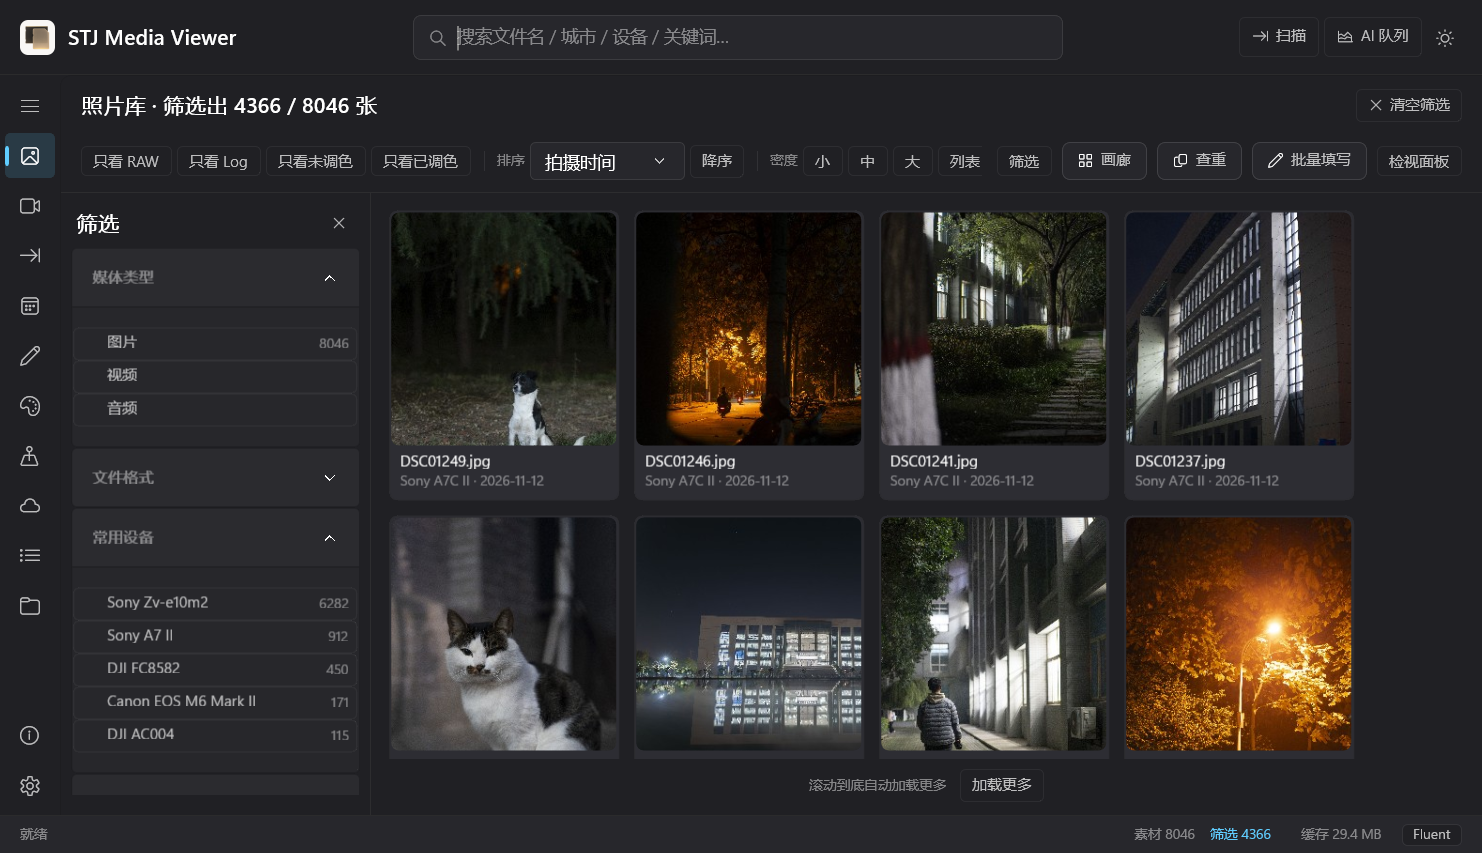 STJ Media Viewer
搜索文件名 / 城市 / 设备 / 关键词...
扫描
AI 队列
照片库 · 筛选出 4366 / 8046 张
清空筛选
只看 RAW
只看 Log
只看未调色
只看已调色
排序
拍摄时间
降序
密度
小
中
大
列表
筛选
画廊
查重
批量填写
检视面板
筛选
媒体类型
图片 8046
视频
音频
文件格式
常用设备
Sony Zv-e10m2 6282
Sony A7 II 912
DJI FC8582 450
Canon EOS M6 Mark II 171
DJI AC004 115
DSC01249.jpg
Sony A7C II · 2026-11-12
DSC01246.jpg
Sony A7C II · 2026-11-12
DSC01241.jpg
Sony A7C II · 2026-11-12
DSC01237.jpg
Sony A7C II · 2026-11-12
滚动到底自动加载更多
加载更多
就绪
素材 8046
筛选 4366
缓存 29.4 MB
Fluent